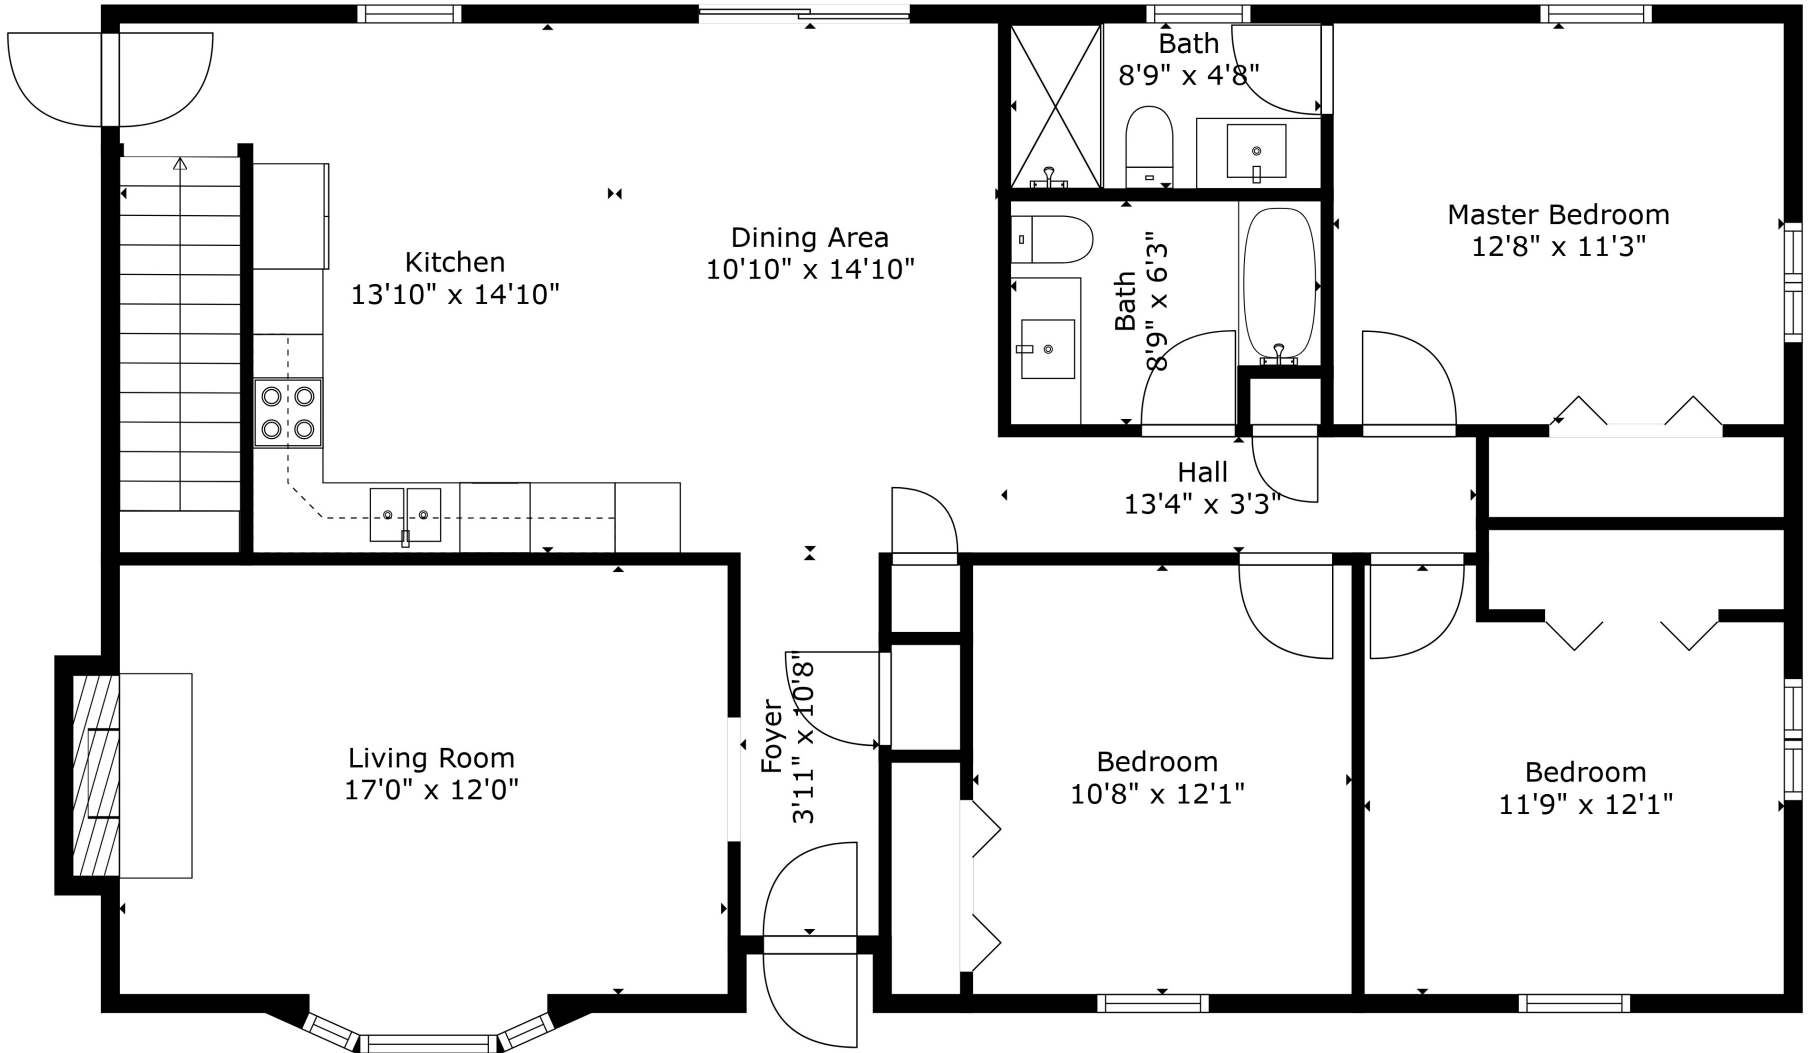 Bath
8'9" x 4'8"
Master Bedroom
12'8" x 11'3"
Dining Area
10'10" x 14'10"
Kitchen
13'10" x 14'10"
Bath
8'9" x 6'3"
Hall
13'4" x 3'3"
Living Room
17'0" x 12'0"
Foyer
3'11" x 10'8"
Bedroom
10'8" x 12'1"
Bedroom
11'9" x 12'1"